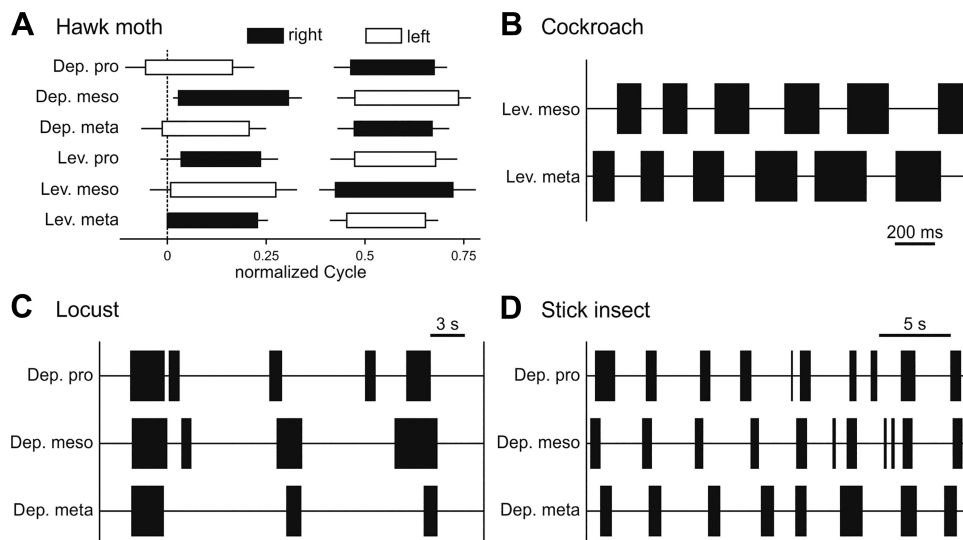 A Hawk moth
right left
Dep. pro
Dep. meso
Dep. meta
Lev. pro
Lev. meso
Lev. meta
0 0.25 0.5 0.75
normalized Cycle
B Cockroach
Lev. meso
Lev. meta
200 ms
C Locust
3 s
Dep. pro
Dep. meso
Dep. meta
D Stick insect
5 s
Dep. pro
Dep. meso
Dep. meta